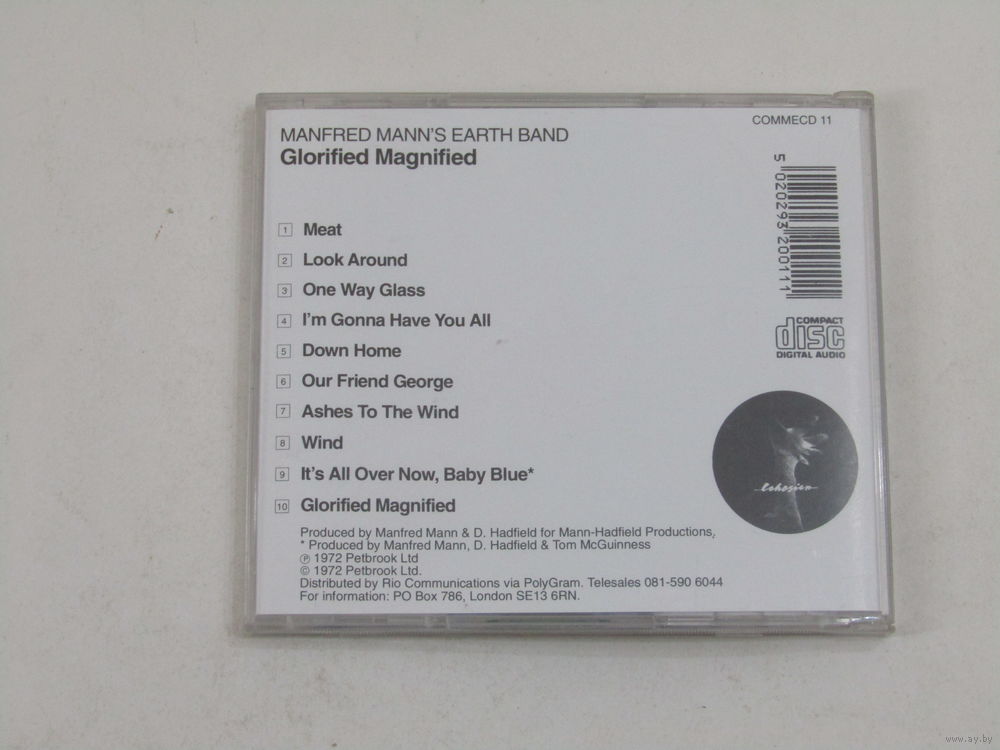 COMMECD 11
MANFRED MANN'S EARTH BAND
Glorified Magnified
5 020293 200111
COMPACT
disc
DIGITAL AUDIO
1 Meat
2 Look Around
3 One Way Glass
4 I'm Gonna Have You All
5 Down Home
6 Our Friend George
7 Ashes To The Wind
8 Wind
9 It's All Over Now, Baby Blue*
10 Glorified Magnified
Cohesion
Produced by Manfred Mann & D. Hadfield for Mann-Hadfield Productions,
* Produced by Manfred Mann, D. Hadfield & Tom McGuinness
℗ 1972 Petbrook Ltd
© 1972 Petbrook Ltd.
Distributed by Rio Communications via PolyGram. Telesales 081-590 6044
For information: PO Box 786, London SE13 6RN.
www.ay.by